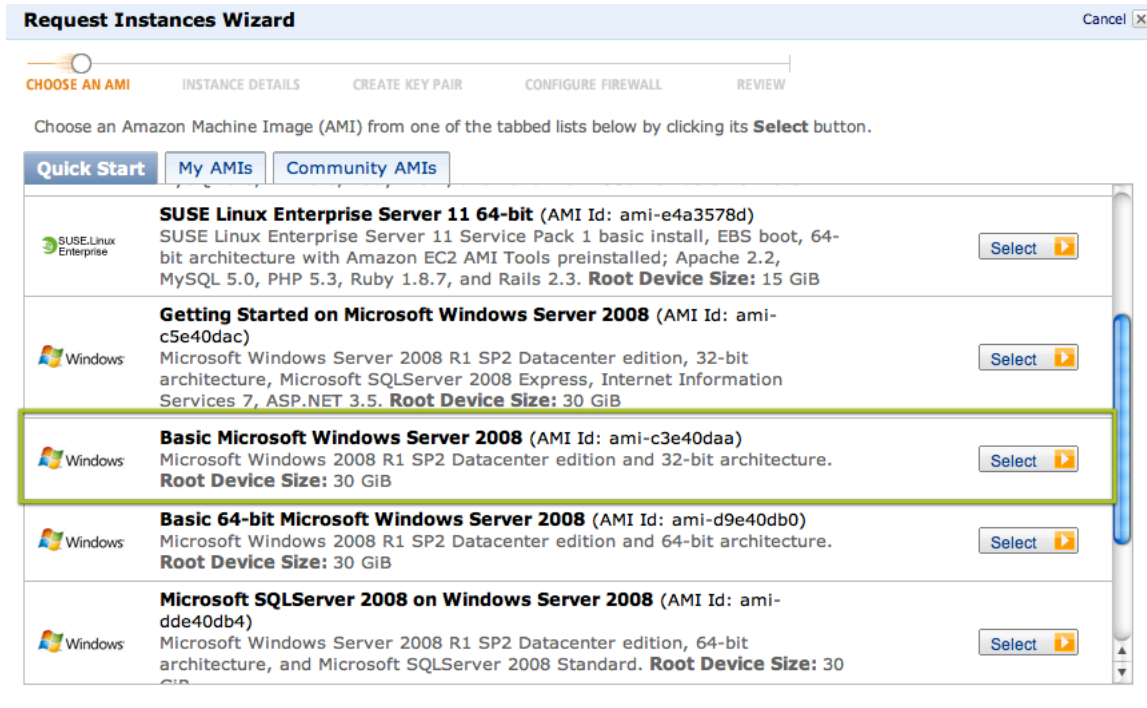 Request Instances Wizard
Cancel
CHOOSE AN AMI INSTANCE DETAILS CREATE KEY PAIR CONFIGURE FIREWALL REVIEW
Choose an Amazon Machine Image (AMI) from one of the tabbed lists below by clicking its Select button.
Quick Start My AMIs Community AMIs
SUSE Linux Enterprise Server 11 64-bit (AMI Id: ami-e4a3578d)
SUSE Linux Enterprise Server 11 Service Pack 1 basic install, EBS boot, 64-
bit architecture with Amazon EC2 AMI Tools preinstalled; Apache 2.2,
MySQL 5.0, PHP 5.3, Ruby 1.8.7, and Rails 2.3. Root Device Size: 15 GiB
SUSE.Linux
Enterprise
Select
Getting Started on Microsoft Windows Server 2008 (AMI Id: ami-
c5e40dac)
Microsoft Windows Server 2008 R1 SP2 Datacenter edition, 32-bit
architecture, Microsoft SQLServer 2008 Express, Internet Information
Services 7, ASP.NET 3.5. Root Device Size: 30 GiB
Windows
Select
Basic Microsoft Windows Server 2008 (AMI Id: ami-c3e40daa)
Microsoft Windows 2008 R1 SP2 Datacenter edition and 32-bit architecture.
Root Device Size: 30 GiB
Windows
Select
Basic 64-bit Microsoft Windows Server 2008 (AMI Id: ami-d9e40db0)
Microsoft Windows 2008 R1 SP2 Datacenter edition and 64-bit architecture.
Root Device Size: 30 GiB
Windows
Select
Microsoft SQLServer 2008 on Windows Server 2008 (AMI Id: ami-
dde40db4)
Microsoft Windows Server 2008 R1 SP2 Datacenter edition, 64-bit
architecture, and Microsoft SQLServer 2008 Standard. Root Device Size: 30
GiB
Windows
Select